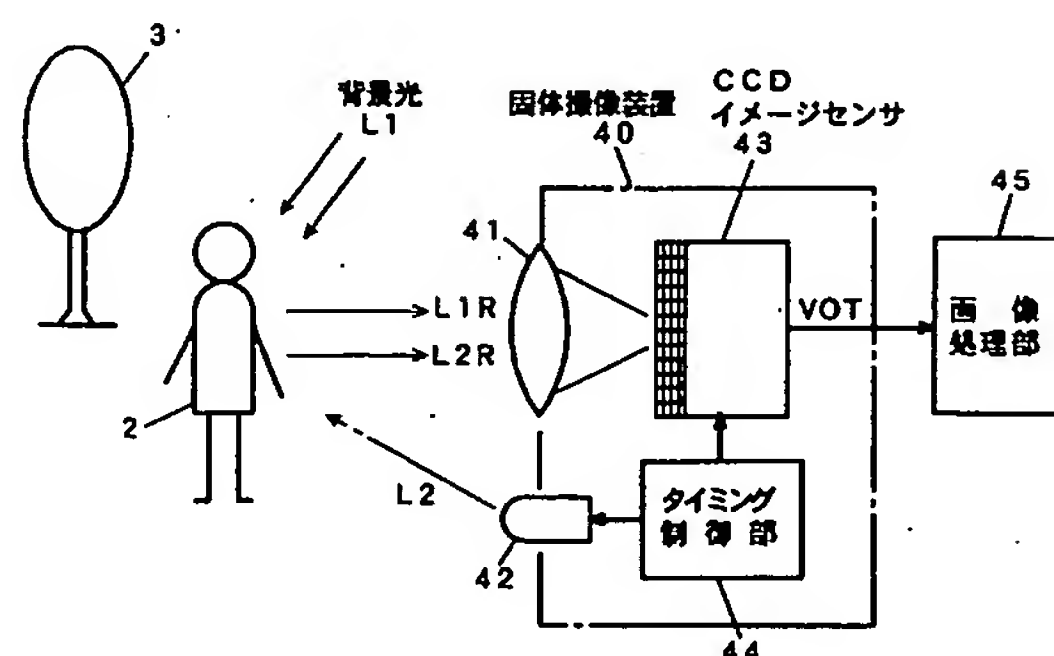 3
背景光
L1
固体撮像装置
40
CCD
イメージセンサ
43
45
41
L1R
L2R
VOT
画像
処理部
2
L2
タイミング
制御部
42
44